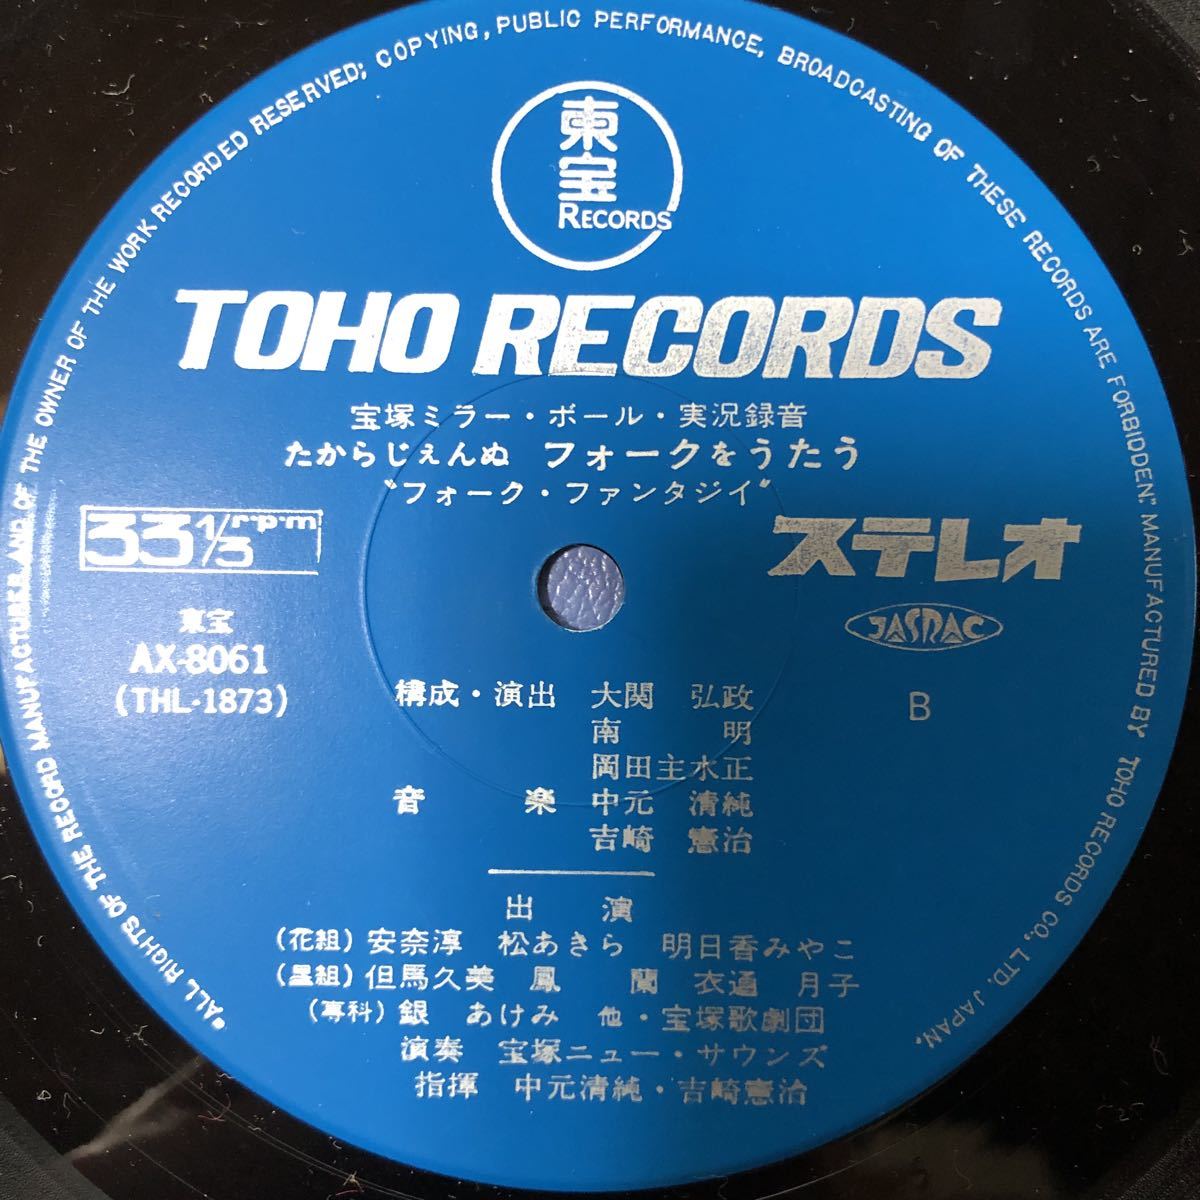 ●ALL RIGHTS OF THE RECORD MANUFACTURER AND OF THE OWNER OF THE WORK RECORDED RESERVED; COPYING, PUBLIC PERFORMANCE, BROADCASTING OF THESE RECORDS ARE FORBIDDEN." MANUFACTURED BY TOHO RECORDS CO., LTD. JAPAN.
東宝
RECORDS
TOHO RECORDS
宝塚ミラー・ボール・実況録音
たからじぇんぬ フォークをうたう
"フォーク・ファンタジイ"
33 1/3 rpm
ステレオ
東宝
AX-8061
(THL-1873)
JASRAC
B
構成・演出 大関 弘政
南 明
岡田主水正
音 楽 中元 清純
吉崎 憲治
出 演
(花組) 安奈淳 松あきら 明日香みやこ
(星組) 但馬久美 鳳 蘭 衣通 月子
(専科) 銀 あけみ 他・宝塚歌劇団
演奏 宝塚ニュー・サウンズ
指揮 中元清純・吉崎憲治